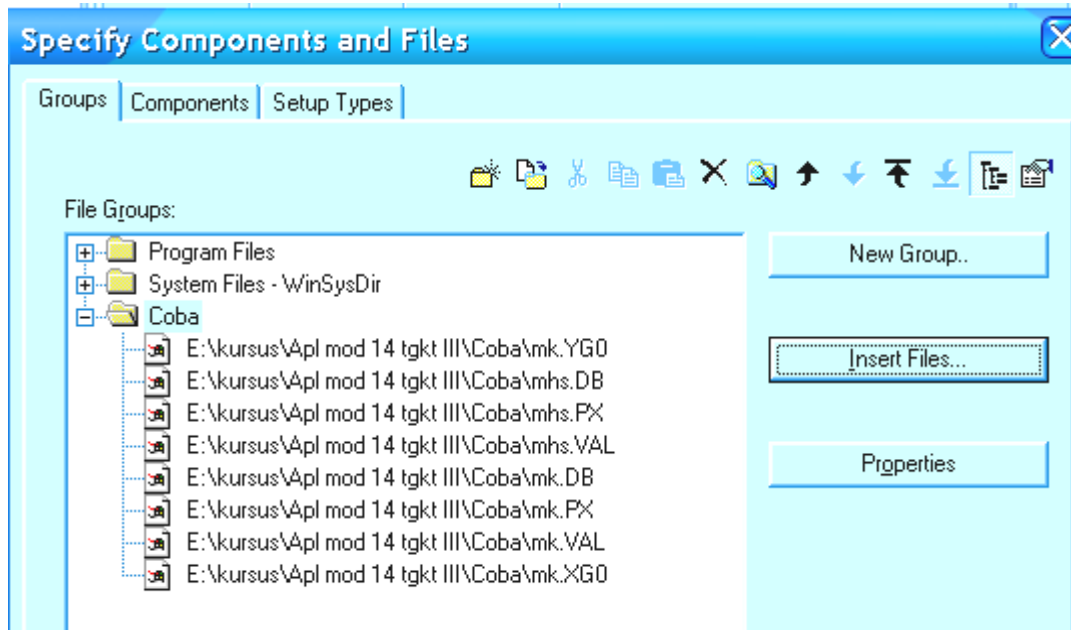 Specify Components and Files
Groups
Components
Setup Types
File Groups:
Program Files
System Files - WinSysDir
Coba
E:\kursus\Apl mod 14 tgkt III\Coba\mk.YG0
E:\kursus\Apl mod 14 tgkt III\Coba\mhs.DB
E:\kursus\Apl mod 14 tgkt III\Coba\mhs.PX
E:\kursus\Apl mod 14 tgkt III\Coba\mhs.VAL
E:\kursus\Apl mod 14 tgkt III\Coba\mk.DB
E:\kursus\Apl mod 14 tgkt III\Coba\mk.PX
E:\kursus\Apl mod 14 tgkt III\Coba\mk.VAL
E:\kursus\Apl mod 14 tgkt III\Coba\mk.XG0
New Group..
Insert Files...
Properties